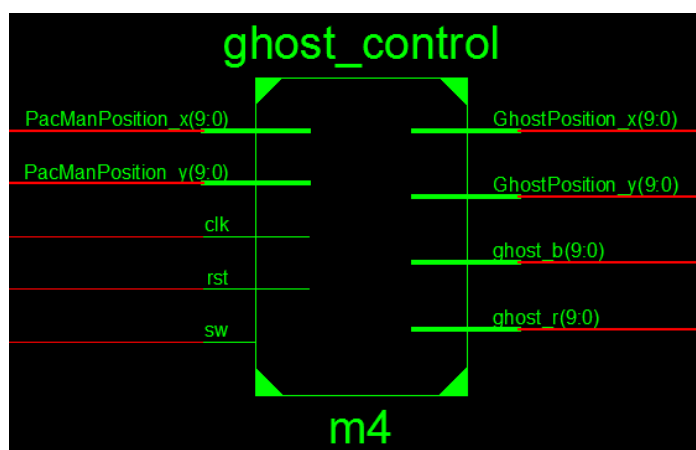 ghost_control
PacManPosition_x(9:0)
PacManPosition_y(9:0)
clk
rst
sw
GhostPosition_x(9:0)
GhostPosition_y(9:0)
ghost_b(9:0)
ghost_r(9:0)
m4